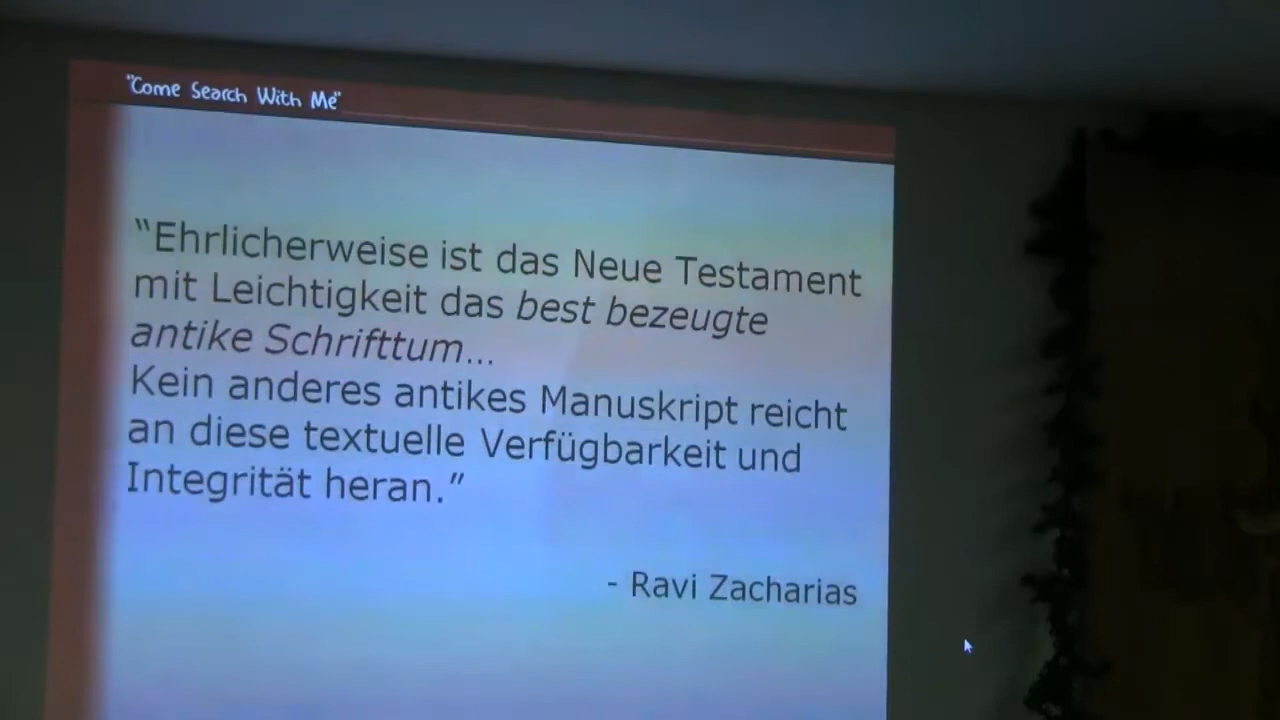 "Come Search With Me"
“Ehrlicherweise ist das Neue Testament
mit Leichtigkeit das best bezeugte
antike Schrifttum...
Kein anderes antikes Manuskript reicht
an diese textuelle Verfügbarkeit und
Integrität heran.”
- Ravi Zacharias